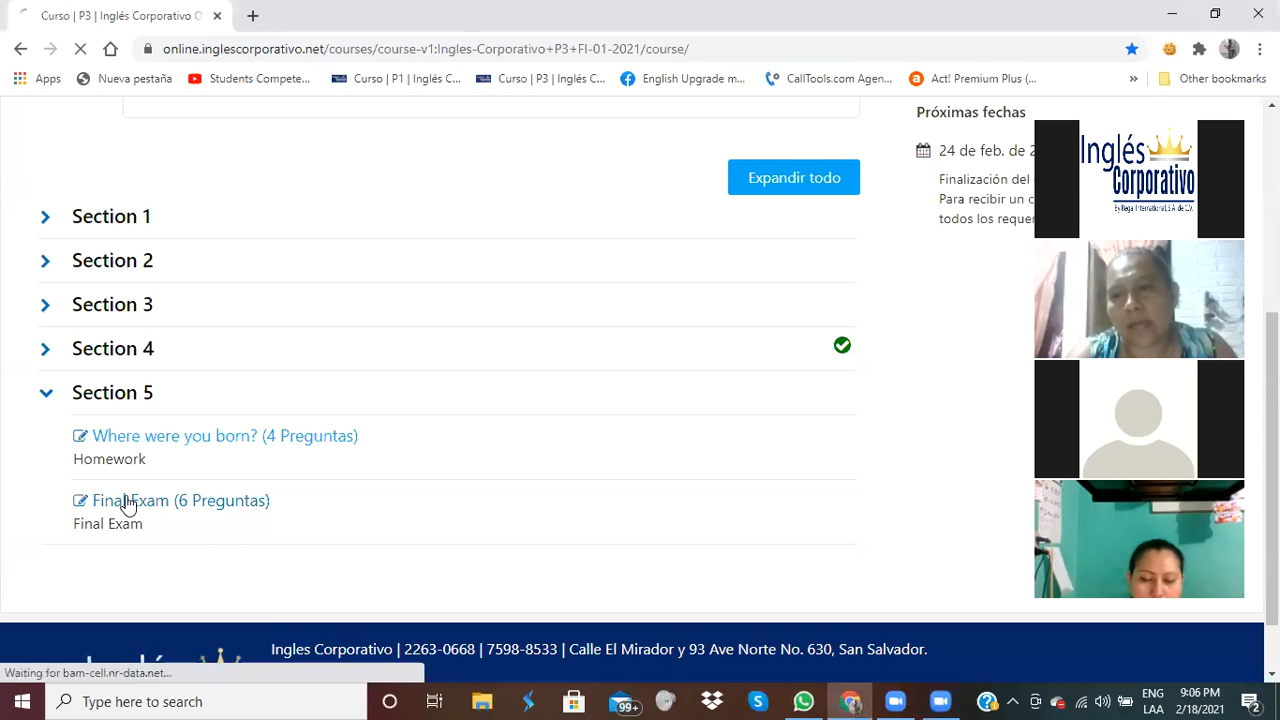 Curso | P3 | Inglés Corporativo O
online.inglescorporativo.net/courses/course-v1:Ingles-Corporativo+P3+FI-01-2021/course/
Apps
Nueva pestaña
Students Compete...
Curso | P1 | Inglés C...
Curso | P3 | Inglés C...
English Upgrade m...
CallTools.com Agen...
Act! Premium Plus (...
»
Other bookmarks
Próximas fechas
24 de feb. de 2
Finalización del
Para recibir un c
todos los requer
Expandir todo
Section 1
Section 2
Section 3
Section 4
Section 5
Where were you born? (4 Preguntas)
Homework
Final Exam (6 Preguntas)
Final Exam
Inglés
Corporativo
Ingles Corporativo | 2263-0668 | 7598-8533 | Calle El Mirador y 93 Ave Norte No. 630, San Salvador.
Waiting for bam-cell.nr-data.net...
Type here to search
99+
ENG
LAA
9:06 PM
2/18/2021
2